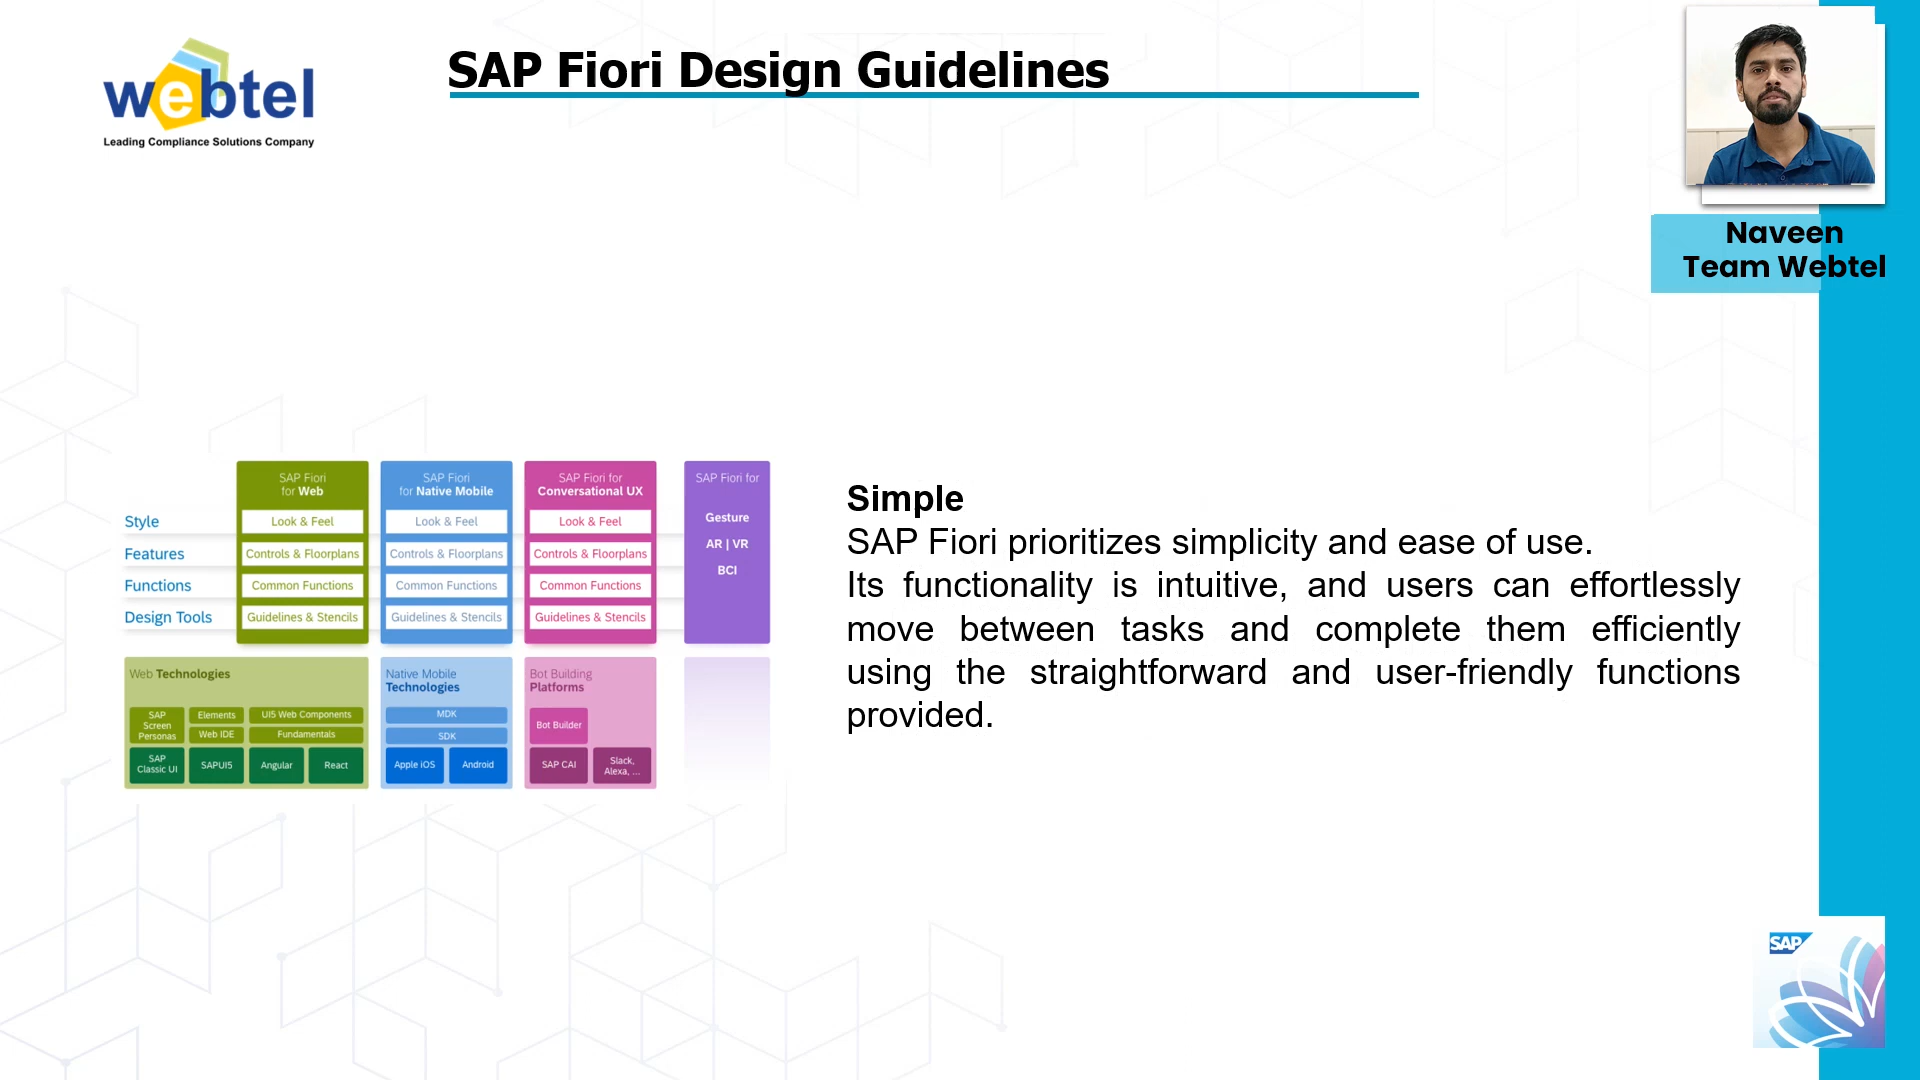 webtel
Leading Compliance Solutions Company
SAP Fiori Design Guidelines
Naveen
Team Webtel
SAP Fiori
for Web
SAP Fiori
for Native Mobile
SAP Fiori for
Conversational UX
SAP Fiori for
Style
Look & Feel
Look & Feel
Look & Feel
Gesture
Features
Controls & Floorplans
Controls & Floorplans
Controls & Floorplans
AR | VR
Functions
Common Functions
Common Functions
Common Functions
BCI
Design Tools
Guidelines & Stencils
Guidelines & Stencils
Guidelines & Stencils
Web Technologies
SAP
Screen
Personas
Elements
UI5 Web Components
Web IDE
Fundamentals
SAP
Classic UI
SAPUI5
Angular
React
Native Mobile
Technologies
MDK
SDK
Apple iOS
Android
Bot Building
Platforms
Bot Builder
SAP CAI
Slack,
Alexa, ...
Simple
SAP Fiori prioritizes simplicity and ease of use.
Its functionality is intuitive, and users can effortlessly
move between tasks and complete them efficiently
using the straightforward and user-friendly functions
provided.
SAP